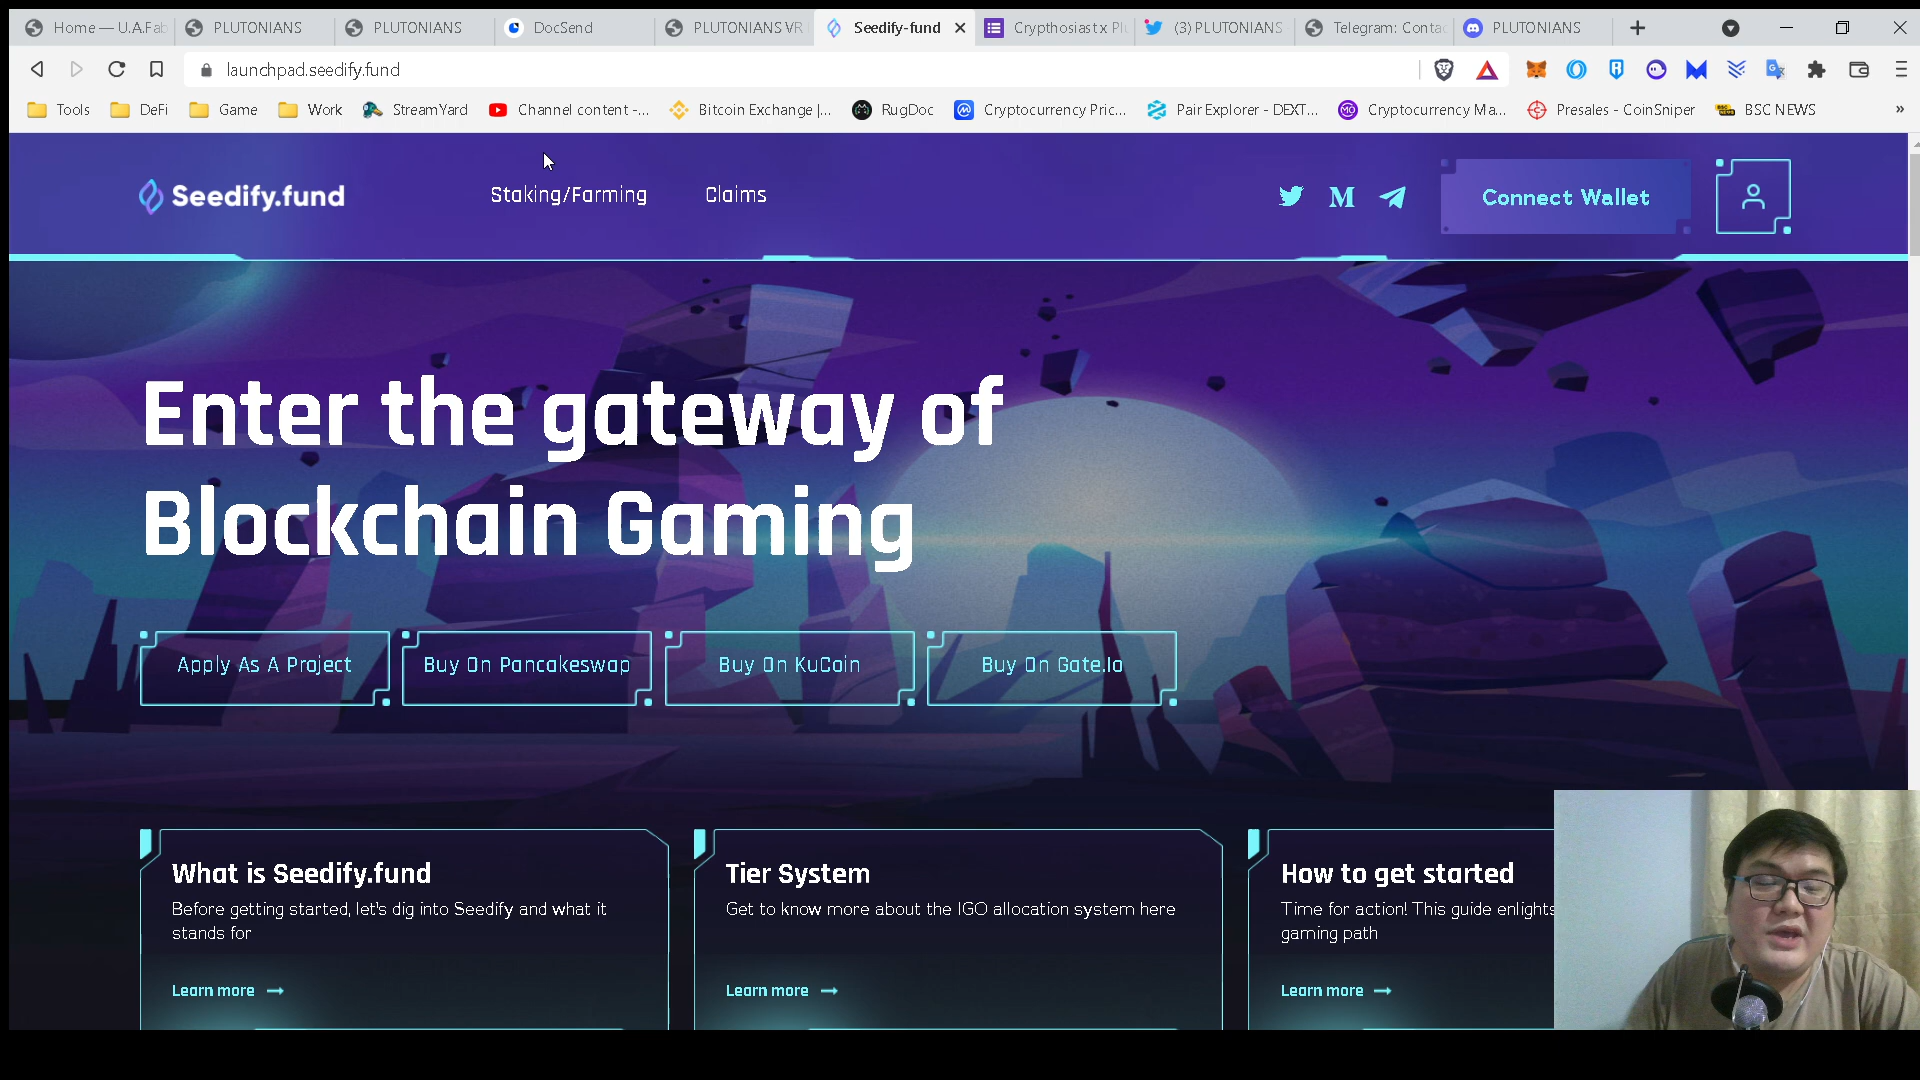 Home — U.A.Fab
PLUTONIANS
PLUTONIANS
DocSend
PLUTONIANS VR
Seedify-fund
Crypthosiast x Plu
(3) PLUTONIANS
Telegram: Contac
PLUTONIANS
launchpad.seedify.fund
Tools
DeFi
Game
Work
StreamYard
Channel content -...
Bitcoin Exchange |...
RugDoc
Cryptocurrency Pric...
Pair Explorer - DEXT...
Cryptocurrency Ma...
Presales - CoinSniper
BSC NEWS
»
Seedify.fund
Staking/Farming
Claims
Connect Wallet
Enter the gateway of
Blockchain Gaming
Apply As A Project
Buy On Pancakeswap
Buy On KuCoin
Buy On Gate.Io
What is Seedify.fund
Before getting started, let's dig into Seedify and what it
stands for
Learn more
Tier System
Get to know more about the IGO allocation system here
Learn more
How to get started
Time for action! This guide enlights
gaming path
Learn more